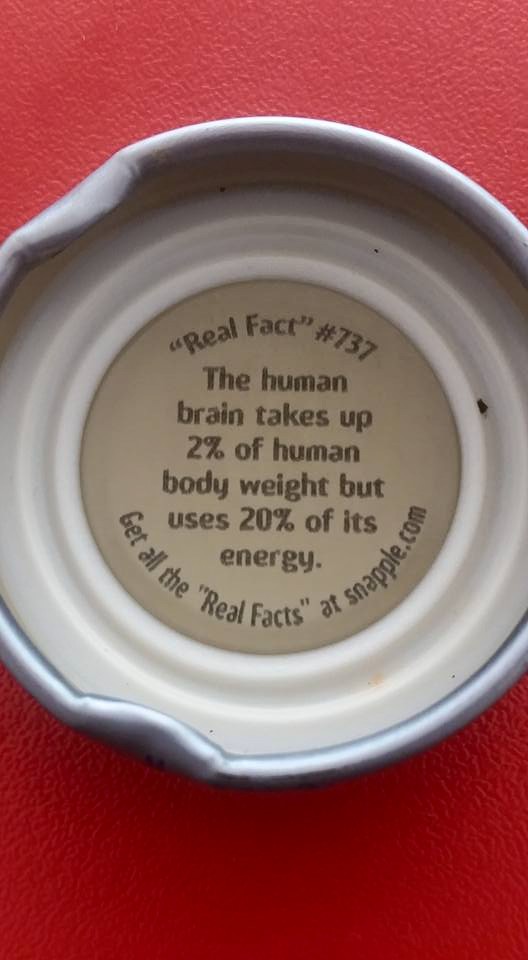 “Real Fact” #737
The human
brain takes up
2% of human
body weight but
uses 20% of its
energy.
Get all the "Real Facts" at snapple.com